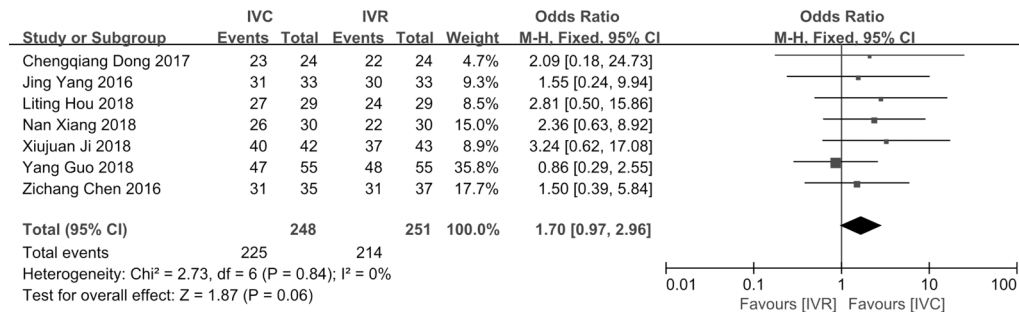 IVC IVR Odds Ratio Odds Ratio
Study or Subgroup Events Total Events Total Weight M-H, Fixed, 95% CI M-H, Fixed, 95% CI
Chengqiang Dong 2017 23 24 22 24 4.7% 2.09 [0.18, 24.73]
Jing Yang 2016 31 33 30 33 9.3% 1.55 [0.24, 9.94]
Liting Hou 2018 27 29 24 29 8.5% 2.81 [0.50, 15.86]
Nan Xiang 2018 26 30 22 30 15.0% 2.36 [0.63, 8.92]
Xiujuan Ji 2018 40 42 37 43 8.9% 3.24 [0.62, 17.08]
Yang Guo 2018 47 55 48 55 35.8% 0.86 [0.29, 2.55]
Zichang Chen 2016 31 35 31 37 17.7% 1.50 [0.39, 5.84]
Total (95% CI) 248 251 100.0% 1.70 [0.97, 2.96]
Total events 225 214
Heterogeneity: Chi² = 2.73, df = 6 (P = 0.84); I² = 0%
Test for overall effect: Z = 1.87 (P = 0.06)
0.01 0.1 1 10 100
Favours [IVR] Favours [IVC]